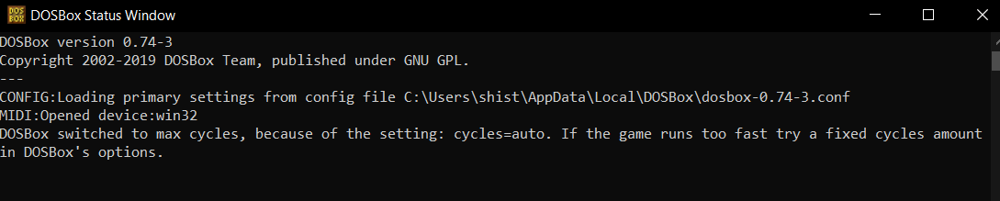 DOS
BOX
DOSBox Status Window
DOSBox version 0.74-3
Copyright 2002-2019 DOSBox Team, published under GNU GPL.
---
CONFIG:Loading primary settings from config file C:\Users\shist\AppData\Local\DOSBox\dosbox-0.74-3.conf
MIDI:Opened device:win32
DOSBox switched to max cycles, because of the setting: cycles=auto. If the game runs too fast try a fixed cycles amount
in DOSBox's options.